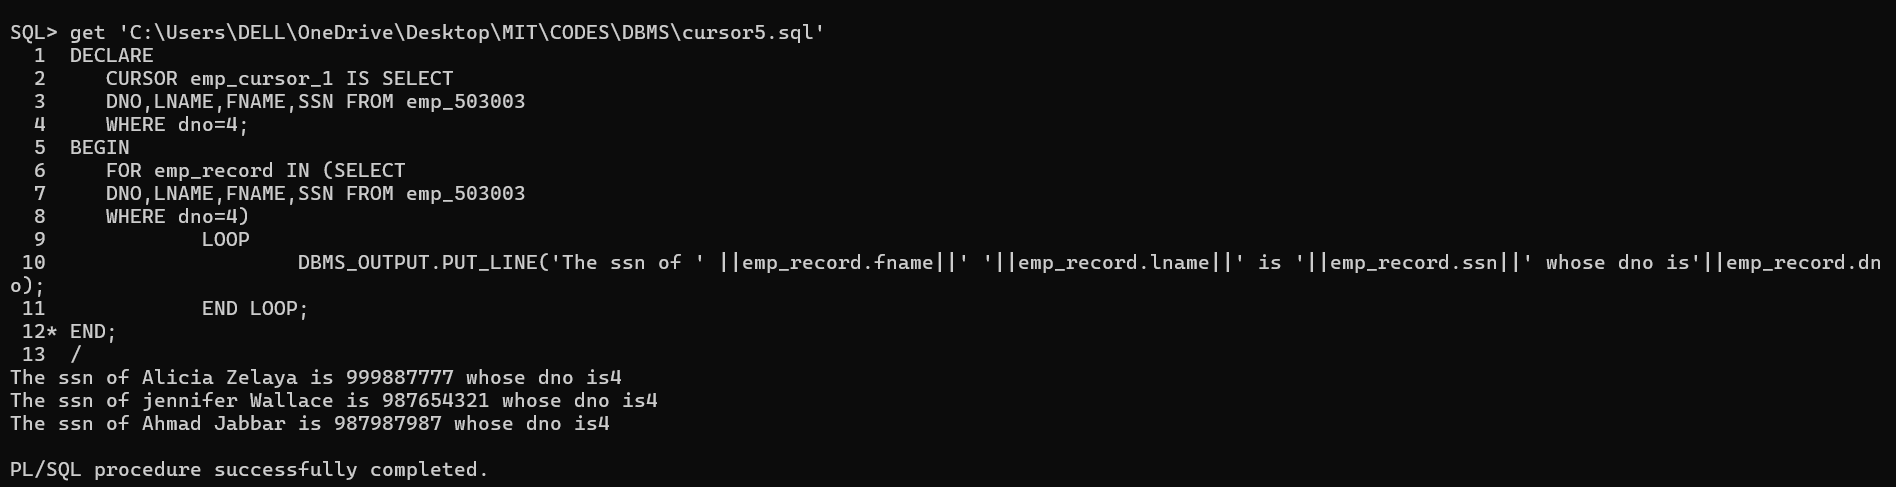 SQL> get 'C:\Users\DELL\OneDrive\Desktop\MIT\CODES\DBMS\cursor5.sql'
  1  DECLARE
  2     CURSOR emp_cursor_1 IS SELECT
  3     DNO,LNAME,FNAME,SSN FROM emp_503003
  4     WHERE dno=4;
  5  BEGIN
  6     FOR emp_record IN (SELECT
  7     DNO,LNAME,FNAME,SSN FROM emp_503003
  8     WHERE dno=4)
  9             LOOP
 10                     DBMS_OUTPUT.PUT_LINE('The ssn of ' ||emp_record.fname||' '||emp_record.lname||' is '||emp_record.ssn||' whose dno is'||emp_record.dn
o);
 11             END LOOP;
 12* END;
 13  /
The ssn of Alicia Zelaya is 999887777 whose dno is4
The ssn of jennifer Wallace is 987654321 whose dno is4
The ssn of Ahmad Jabbar is 987987987 whose dno is4

PL/SQL procedure successfully completed.